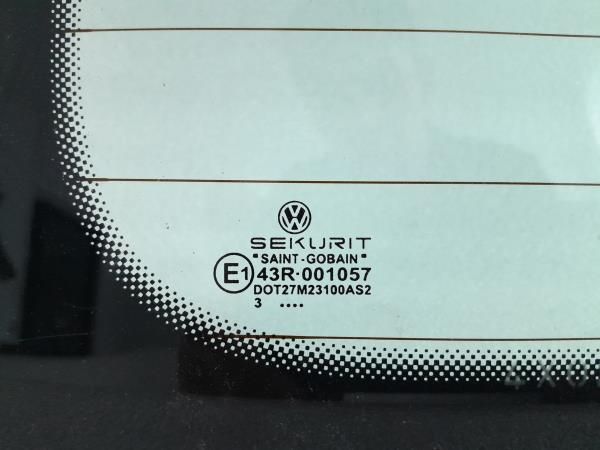 SEKURIT
"SAINT-GOBAIN"
E1 43R-001057
DOT27M23100AS2
3 ....